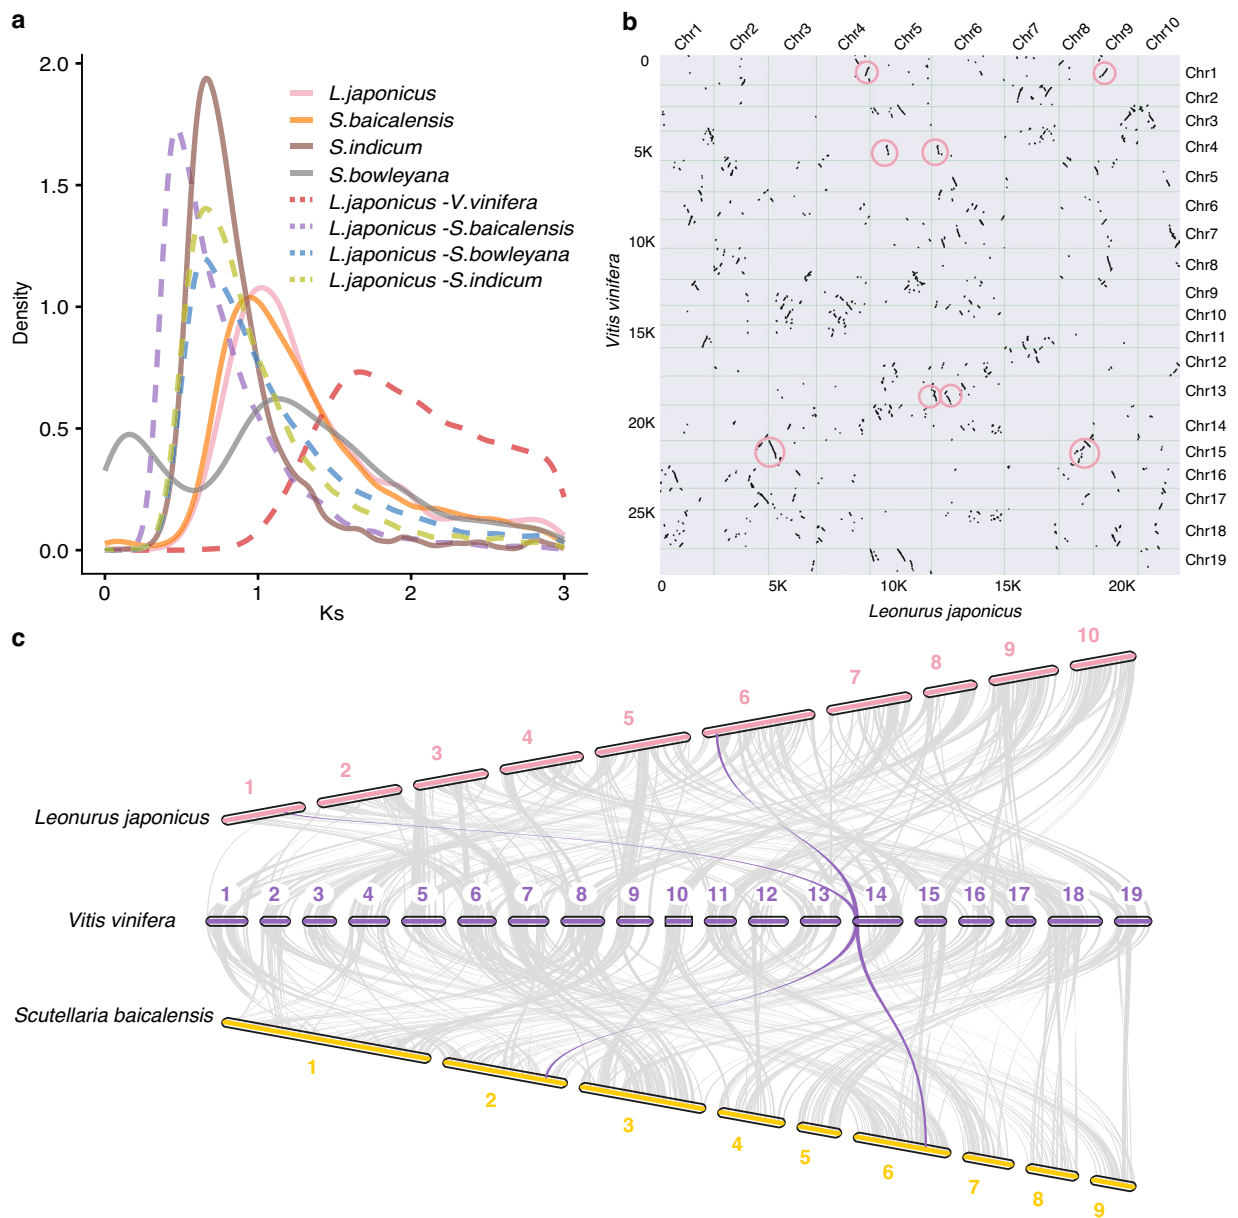 a
2.0
1.5
1.0
0.5
0.0
Density
0
1
2
3
Ks
L.japonicus
S.baicalensis
S.indicum
S.bowleyana
L.japonicus -V.vinifera
L.japonicus -S.baicalensis
L.japonicus -S.bowleyana
L.japonicus -S.indicum
b
Chr1
Chr2
Chr3
Chr4
Chr5
Chr6
Chr7
Chr8
Chr9
Chr10
0
5K
10K
15K
20K
25K
Vitis vinifera
Chr1
Chr2
Chr3
Chr4
Chr5
Chr6
Chr7
Chr8
Chr9
Chr10
Chr11
Chr12
Chr13
Chr14
Chr15
Chr16
Chr17
Chr18
Chr19
0
5K
10K
15K
20K
Leonurus japonicus
c
1
2
3
4
5
6
7
8
9
10
Leonurus japonicus
1
2
3
4
5
6
7
8
9
10
11
12
13
14
15
16
17
18
19
Vitis vinifera
Scutellaria baicalensis
1
2
3
4
5
6
7
8
9